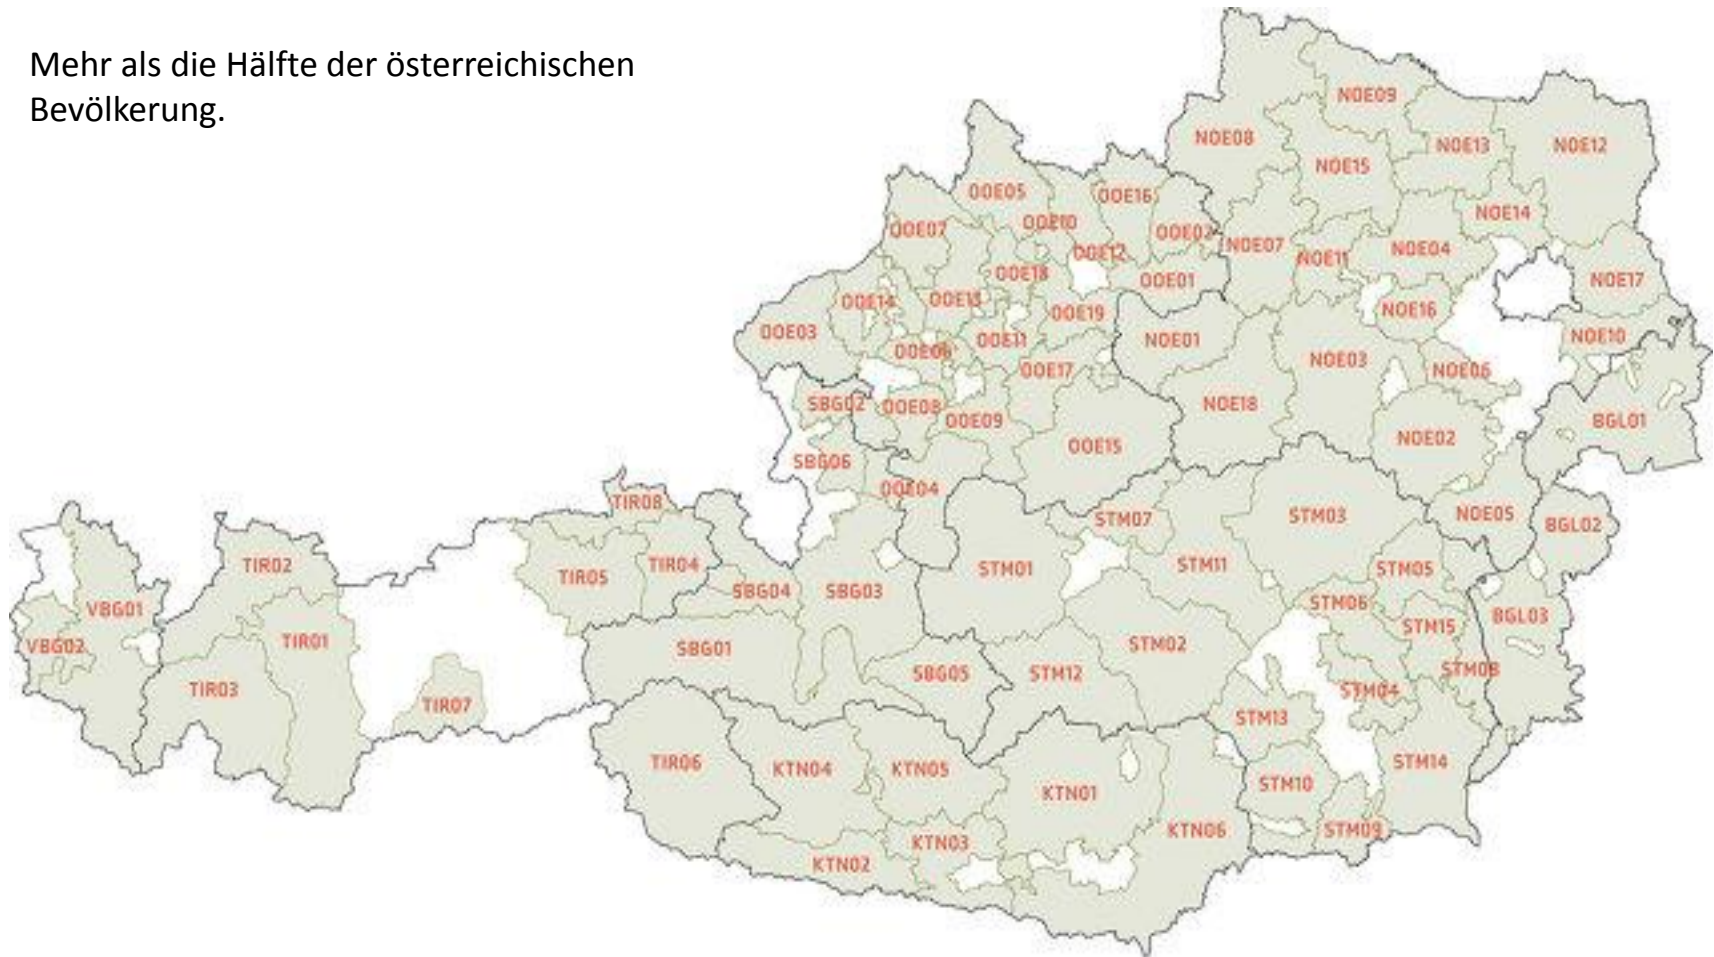 Mehr als die Hälfte der österreichischen
Bevölkerung.
NOE09
NOE08
NOE13
NOE12
NOE15
OOE05
OOE16
OOE10
NOE14
OOE07
OOE02
NOE07
NOE04
OOE12
NOE11
OOE18
OOE01
NOE17
OOE14
OOE13
OOE19
NOE16
OOE03
OOE11
NOE01
NOE10
OOE06
NOE03
OOE17
NOE06
SBG02
OOE08
NOE18
OOE09
BGL01
NOE02
OOE15
SBG06
OOE04
TIR08
STM07
STM03
NOE05
BGL02
TIR02
TIR04
STM01
STM11
STM05
TIR05
SBG04
SBG03
STM06
VBG01
BGL03
STM15
TIR01
VBG02
SBG01
STM02
SBG05
STM12
STM08
TIR03
STM04
TIR07
STM13
TIR06
KTN04
KTN05
STM14
STM10
KTN01
KTN06
STM09
KTN03
KTN02